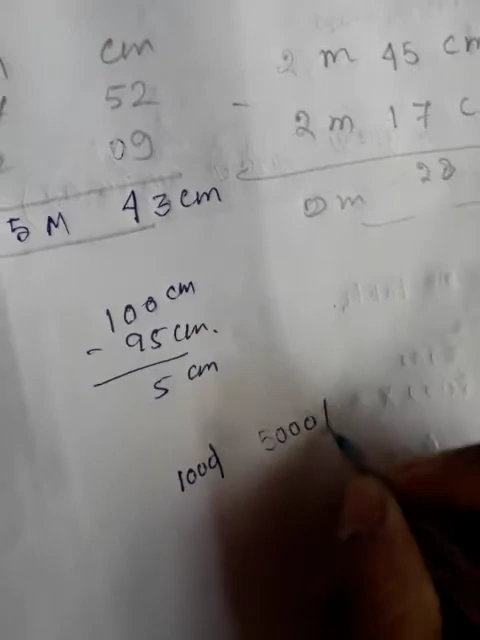 cm
52
09
5 M 43 cm
2 m 45 cm
- 2 m 17 c
0 m 28
100 cm
- 95 cm.
5 cm
5000